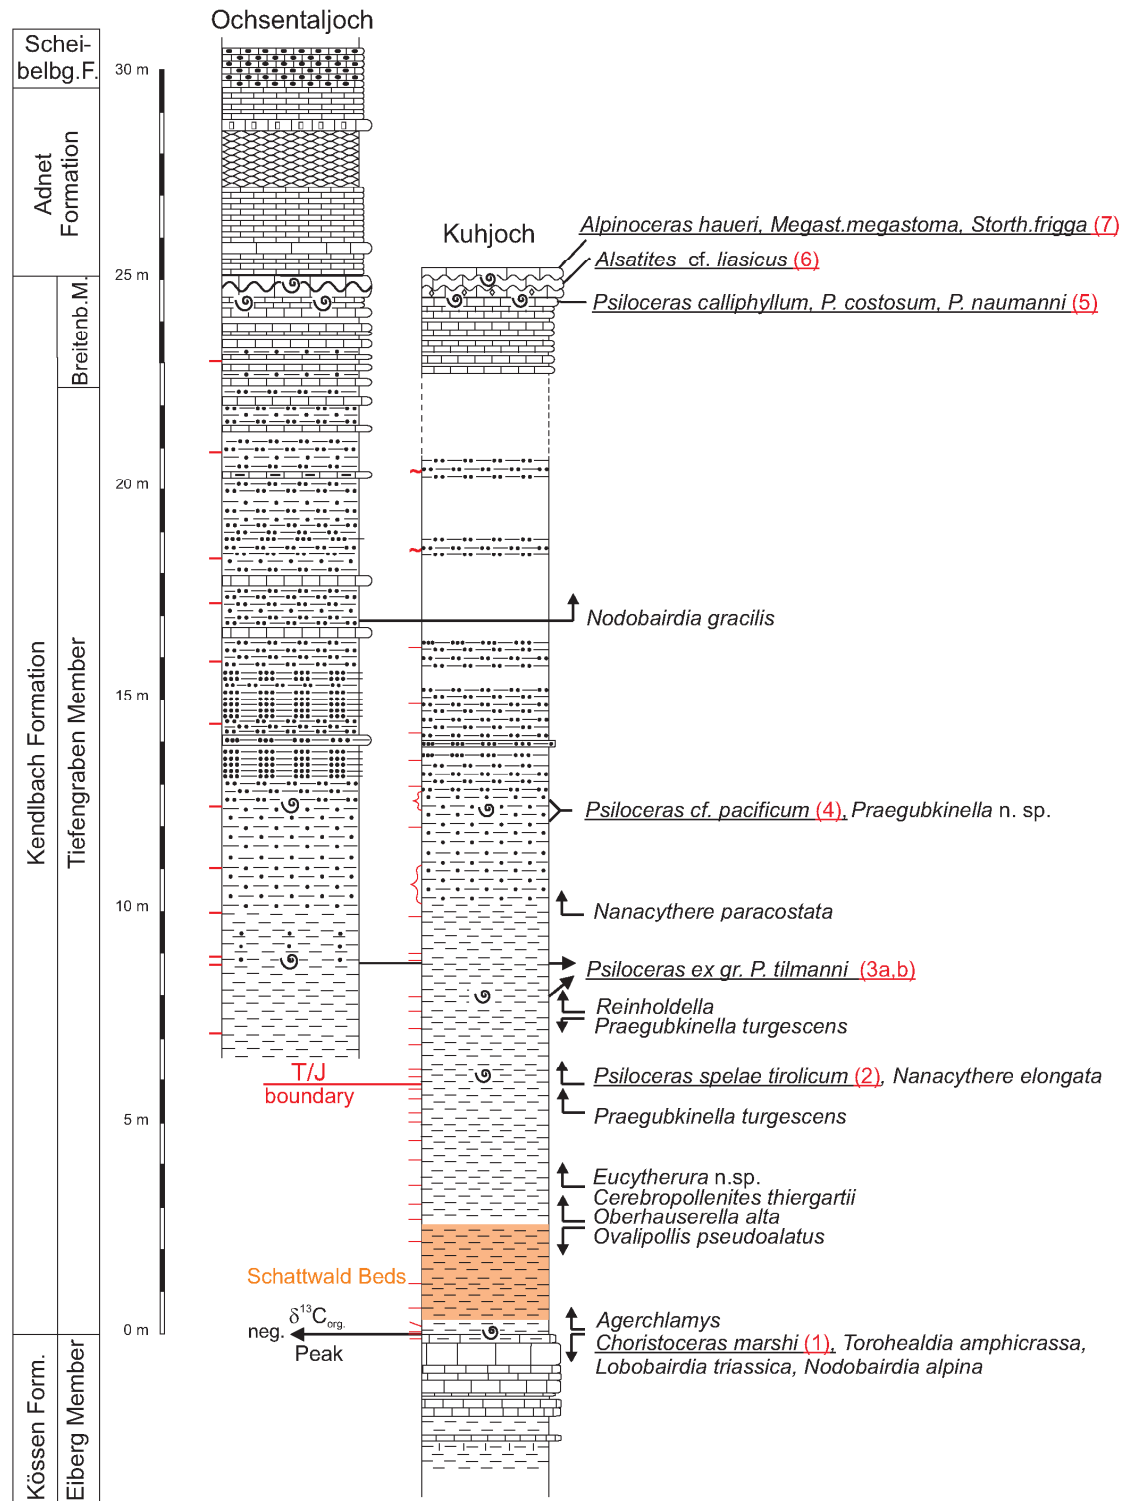 Ochsentaljoch
Schei-
belbg.F.
30 m
Adnet
Formation
Kuhjoch
Alpinoceras haueri, Megast.megastoma, Storth.frigga (7)
Alsatites cf. liasicus (6)
25 m
Psiloceras calliphyllum, P. costosum, P. naumanni (5)
Breitenb.M.
20 m
Nodobairdia gracilis
Kendlbach Formation
Tiefengraben Member
15 m
Psiloceras cf. pacificum (4), Praegubkinella n. sp.
10 m
Nanacythere paracostata
Psiloceras ex gr. P. tilmanni (3a,b)
Reinholdella
Praegubkinella turgescens
T/J
boundary
Psiloceras spelae tirolicum (2), Nanacythere elongata
5 m
Praegubkinella turgescens
Eucytherura n.sp.
Cerebropollenites thiergartii
Oberhauserella alta
Ovalipollis pseudoalatus
Schattwald Beds
δ13Corg.
neg.
Peak
0 m
Agerchlamys
Choristoceras marshi (1), Torohealdia amphicrassa,
Lobobairdia triassica, Nodobairdia alpina
Kössen Form.
Eiberg Member